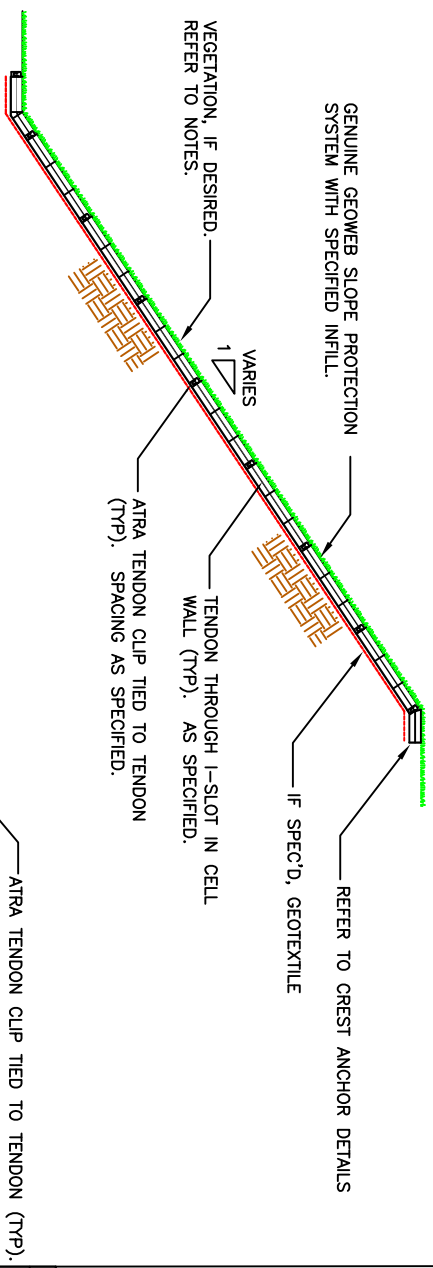 GENUINE GEOWEB SLOPE PROTECTION
SYSTEM WITH SPECIFIED INFILL.
VEGETATION, IF DESIRED.
REFER TO NOTES.
VARIES
1
REFER TO CREST ANCHOR DETAILS
IF SPEC'D, GEOTEXTILE
TENDON THROUGH I-SLOT IN CELL
WALL (TYP). AS SPECIFIED.
ATRA TENDON CLIP TIED TO TENDON
(TYP). SPACING AS SPECIFIED.
ATRA TENDON CLIP TIED TO TENDON (TYP).